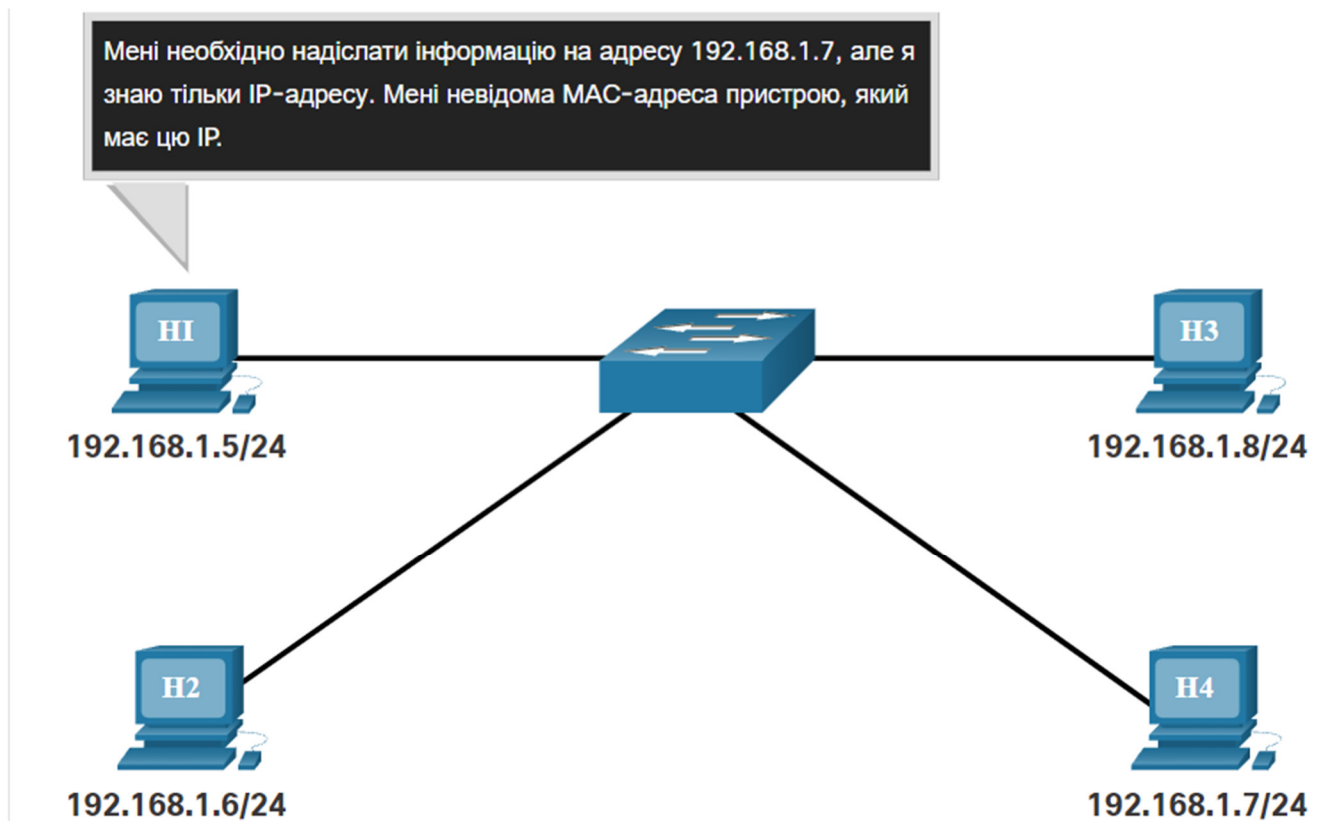 Мені необхідно надіслати інформацію на адресу 192.168.1.7, але я
знаю тільки IP-адресу. Мені невідома MAC-адреса пристрою, який
має цю IP.
H1
H3
192.168.1.5/24
192.168.1.8/24
H2
H4
192.168.1.6/24
192.168.1.7/24